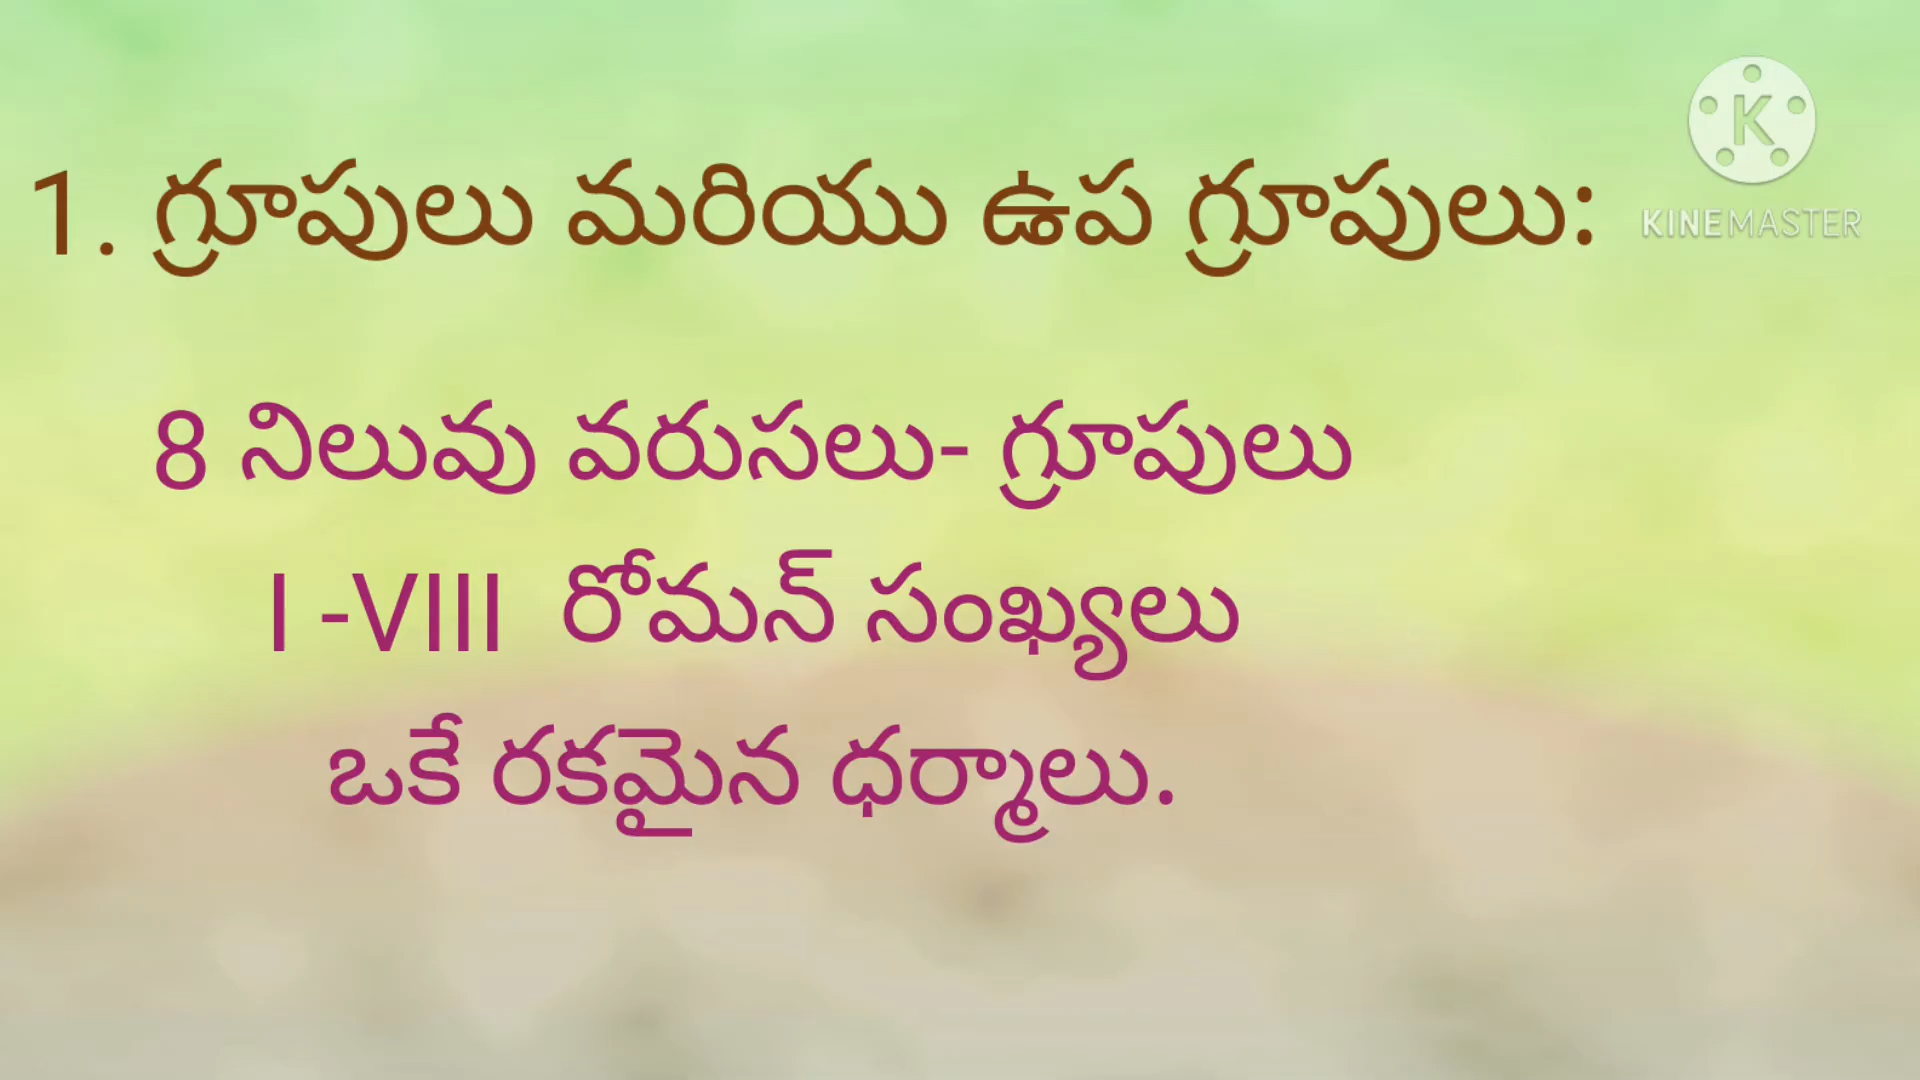 1. గ్రూపులు మరియు ఉప గ్రూపులు:
8 నిలువు వరుసలు- గ్రూపులు
I -VIII రోమన్ సంఖ్యలు
ఒకే రకమైన ధర్మాలు.
K
KINEMASTER